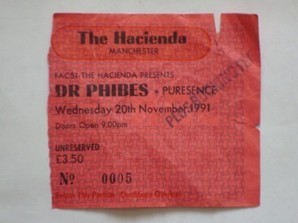 The Hacienda
MANCHESTER
FAC51 THE HACIENDA PRESENTS
DR PHIBES + PURESENCE
Wednesday 20th November 1991
Doors Open 9.00pm
UNRESERVED
£3.50
Nº 0005